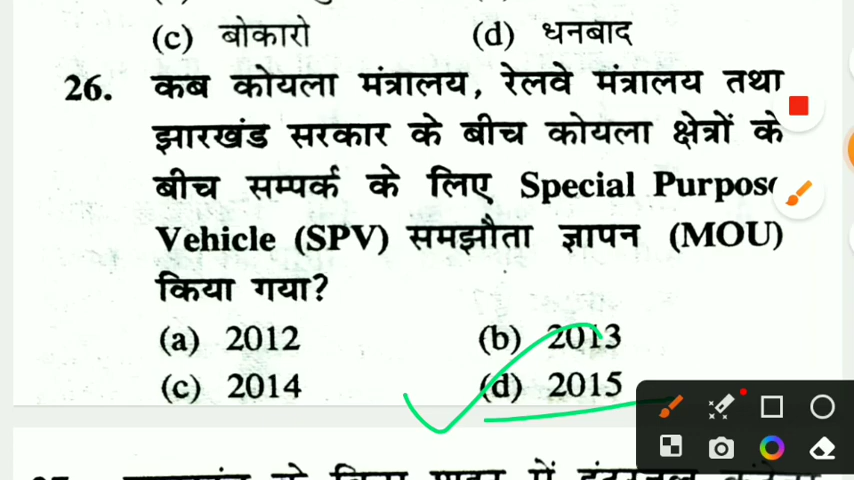 (c) बोकारो (d) धनबाद
26. कब कोयला मंत्रालय, रेलवे मंत्रालय तथा
झारखंड सरकार के बीच कोयला क्षेत्रों के
बीच सम्पर्क के लिए Special Purpose
Vehicle (SPV) समझौता ज्ञापन (MOU)
किया गया?
(a) 2012 (b) 2013
(c) 2014 (d) 2015